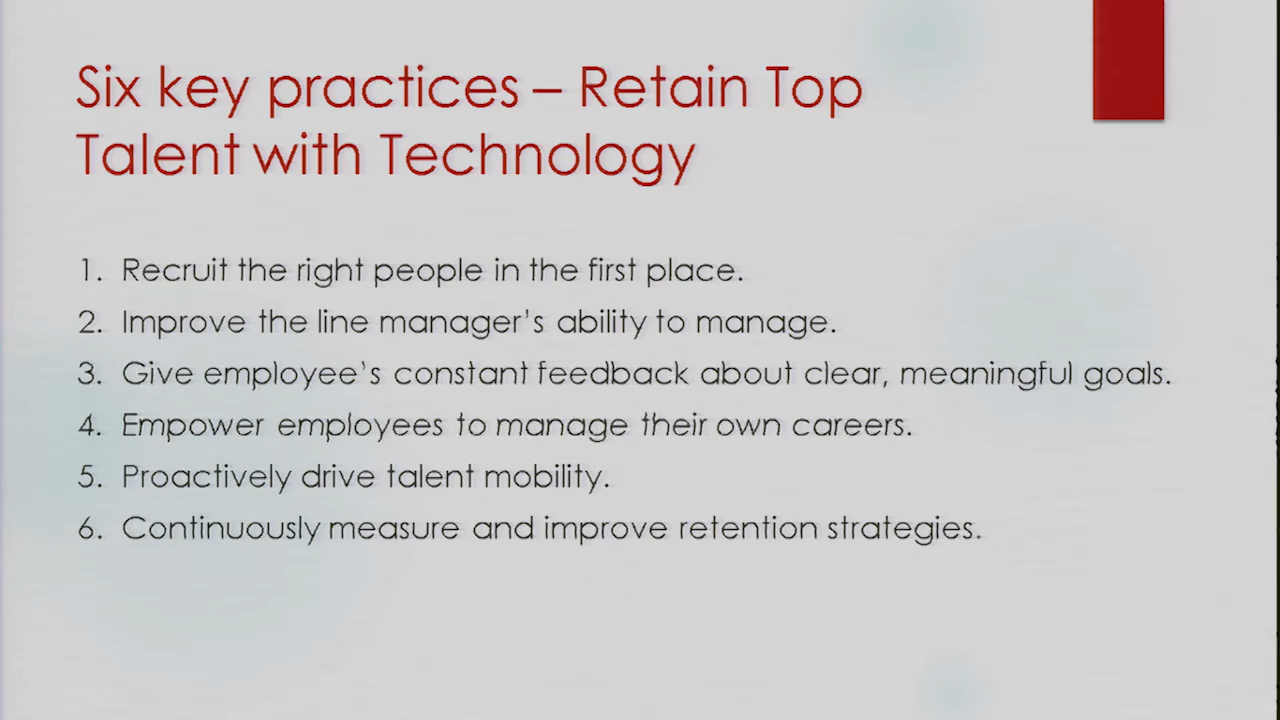 Six key practices – Retain Top
Talent with Technology
1. Recruit the right people in the first place.
2. Improve the line manager's ability to manage.
3. Give employee's constant feedback about clear, meaningful goals.
4. Empower employees to manage their own careers.
5. Proactively drive talent mobility.
6. Continuously measure and improve retention strategies.